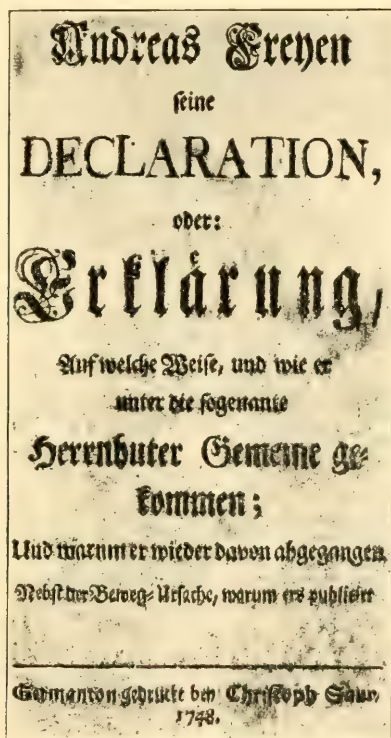 Andreas Freyen
seine
DECLARATION,
oder:
Erklärung,
Auf welche Weise, und wie er
unter die sogenante
Herrnhuter Gemeine ge-
kommen;
Und warum er wieder davon abgegangen
Nebst der Beweg-Ursache, warum ers publiciret
Germanton gedruckt bey Christoph Saur,
1748.